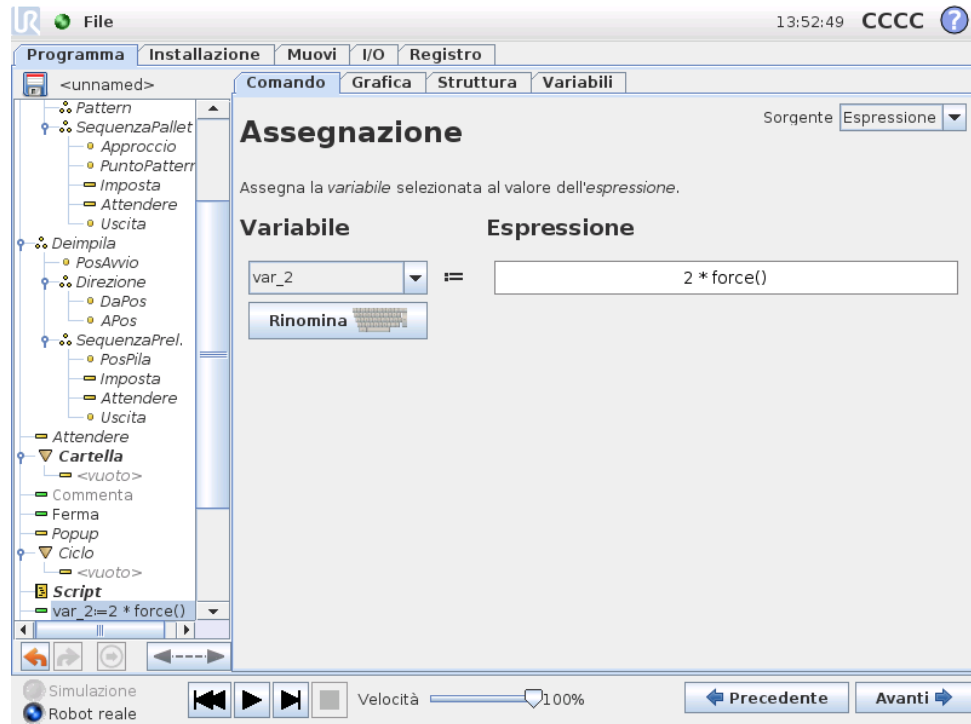 UR File 13:52:49 CCCC ?
Programma Installazione Muovi I/O Registro
<unnamed> Comando Grafica Struttura Variabili
Pattern
SequenzaPallet
Approccio
PuntoPattern
Imposta
Attendere
Uscita
Deimpila
PosAvvio
Direzione
DaPos
APos
SequenzaPrel.
PosPila
Imposta
Attendere
Uscita
Attendere
Cartella
<vuoto>
Commenta
Ferma
Popup
Ciclo
<vuoto>
Script
var_2:=2 * force()
Assegnazione
Sorgente Espressione
Assegna la variabile selezionata al valore dell'espressione.
Variabile Espressione
var_2 := 2 * force()
Rinomina
Simulazione
Robot reale
Velocità 100%
Precedente Avanti